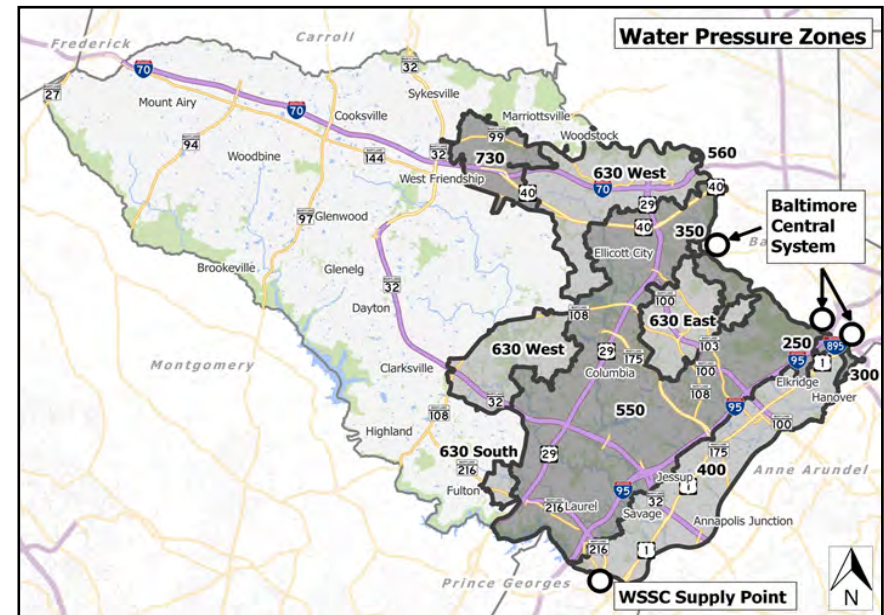 Water Pressure Zones
Frederick
Carroll
70
32
27
Mount Airy
Sykesville
70
Cooksville
Marriottsville
94
99
Woodstock
Woodbine
144
32
730
560
West Friendship
630 West
40
70
40
29
97
Glenwood
40
350
Baltimore
Central
System
Ellicott City
Brookeville
Glenelg
32
100
Dayton
108
630 East
630 West
103
250
895
29
175
95
1
Montgomery
Clarksville
Columbia
100
Elkridge
300
32
108
Hanover
95
550
108
100
Highland
630 South
29
175
400
Anne Arundel
216
Jessup
1
Fulton
95
32
216
Laurel
Savage
Annapolis Junction
216
1
Prince Georges
WSSC Supply Point
N